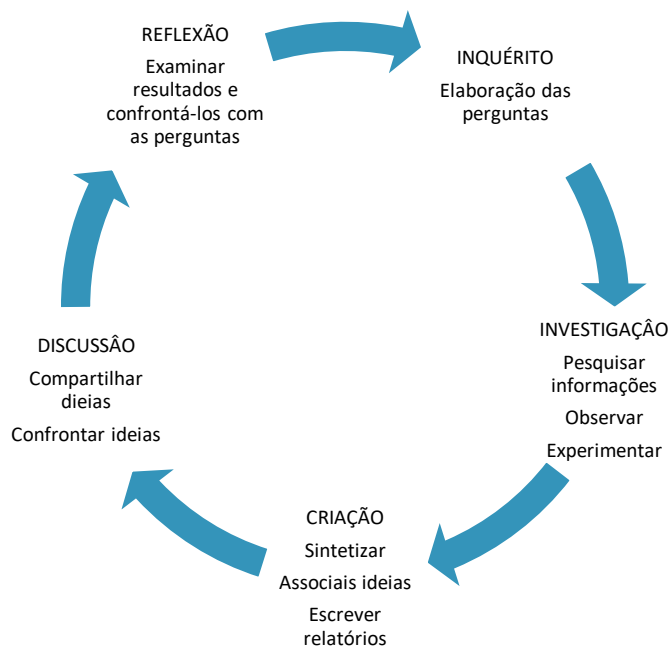 REFLEXÃO
Examinar
resultados e
confrontá-los com
as perguntas
INQUÉRITO
Elaboração das
perguntas
INVESTIGAÇÂO
Pesquisar
informações
Observar
Experimentar
CRIAÇÃO
Sintetizar
Associais ideias
Escrever
relatórios
DISCUSSÂO
Compartilhar
dieias
Confrontar ideias